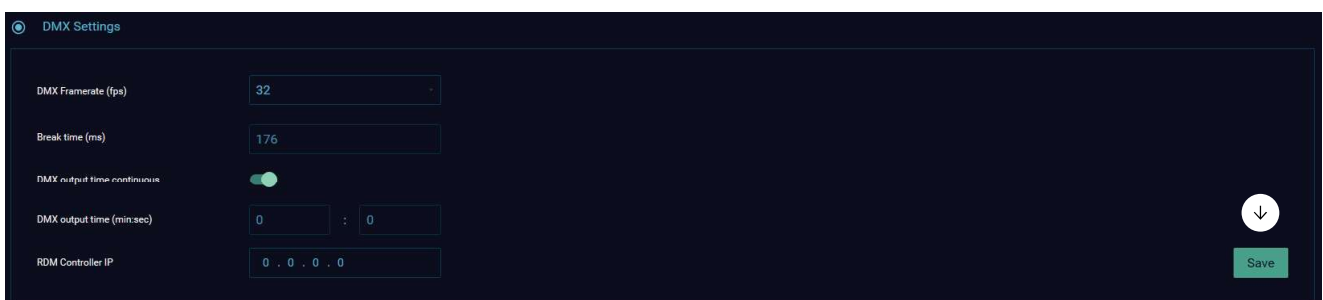 DMX Settings
DMX Framerate (fps) 32
Break time (ms) 176
DMX output time continuous
DMX output time (min:sec) 0 : 0
RDM Controller IP 0 . 0 . 0 . 0
Save